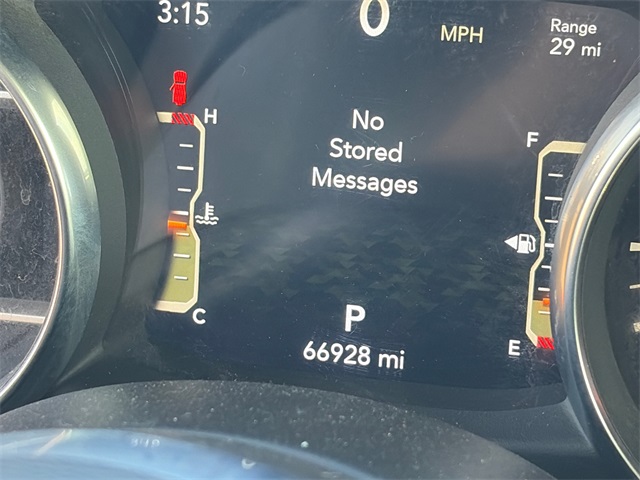 3:15
0
MPH
Range
29 mi
H
No
Stored
Messages
F
C
P
66928 mi
E